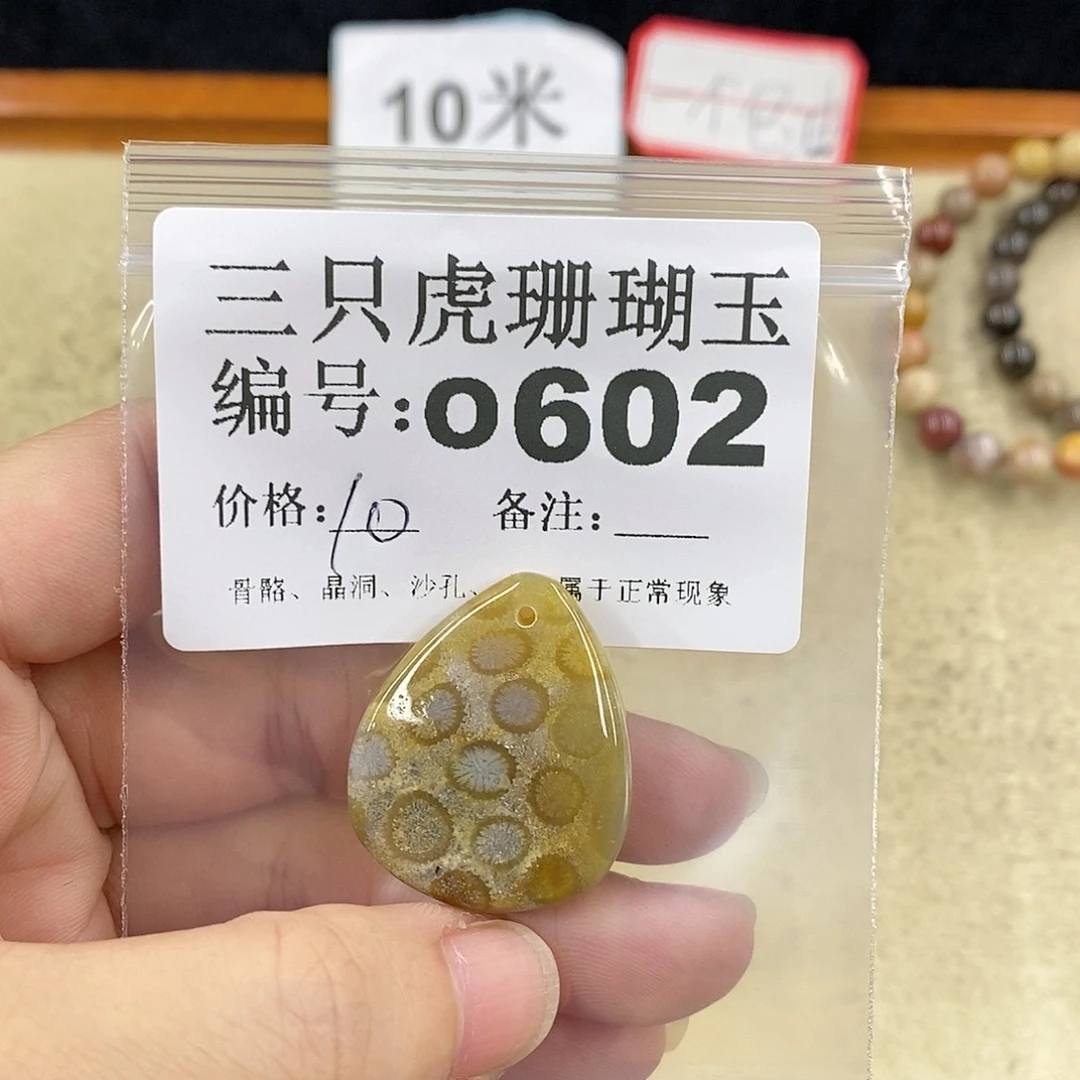 10米
三只虎珊瑚玉
编号:o602
价格:10 备注:____
骨骼、晶洞、沙孔、 属于正常现象